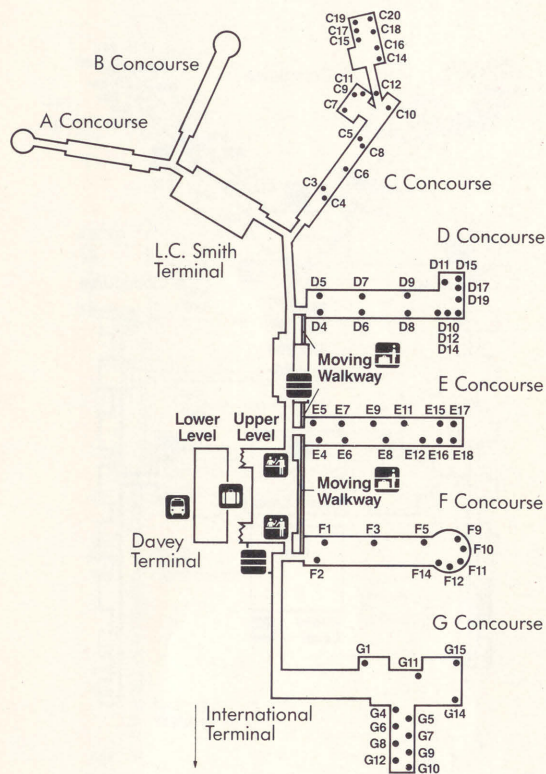 C19 C20
C17 C18
C15
C16
C14
B Concourse
C11
C9 C12
C7 C10
A Concourse
C5
C8
C6
C3
C4
C Concourse
L.C. Smith
Terminal
D Concourse
D11 D15
D5 D7 D9
D17
D19
D4 D6 D8 D10
D12
D14
Moving
Walkway
E Concourse
Lower
Level
Upper
Level
E5 E7 E9 E11 E15 E17
E4 E6 E8 E12 E16 E18
Moving
Walkway
F Concourse
Davey
Terminal
F1 F3 F5 F9
F10
F2 F14 F11
F12
G Concourse
G1 G15
G11
G14
International
Terminal
G4 G5
G6 G7
G8 G9
G12 G10